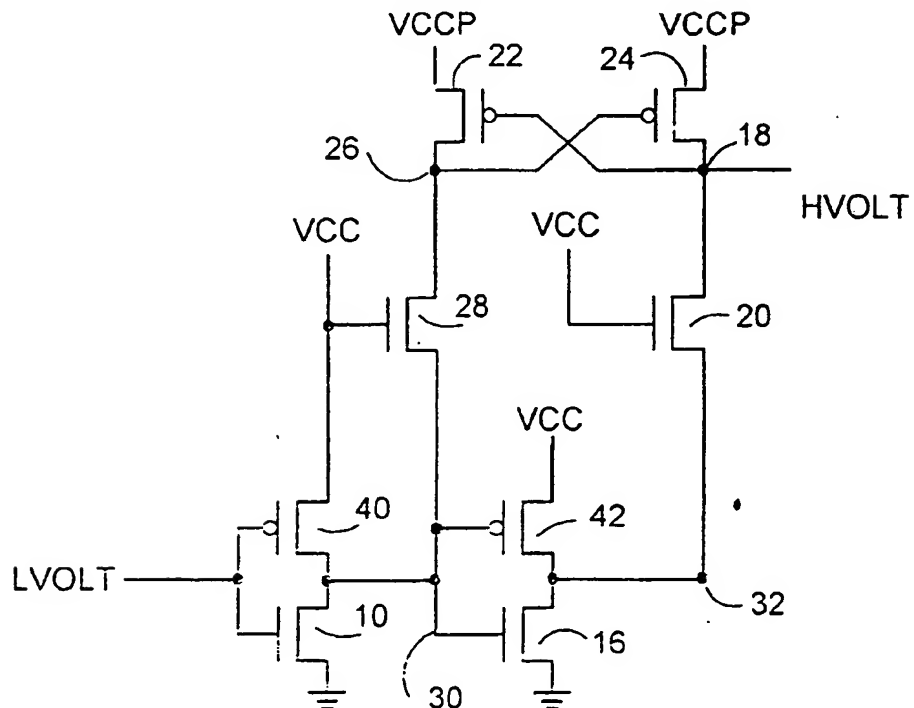 VCCP VCCP
22 24
26 18
HVOLT
VCC VCC
28 20
VCC
40 42
LVOLT
10 16 32
30